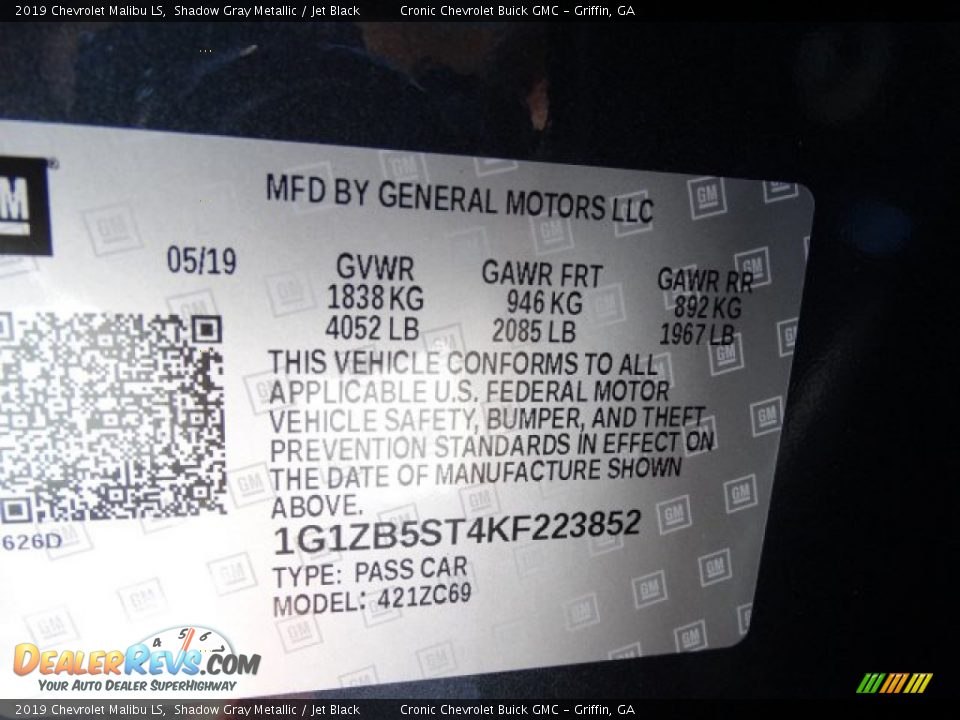 2019 Chevrolet Malibu LS, Shadow Gray Metallic / Jet Black Cronic Chevrolet Buick GMC - Griffin, GA
GM
MFD BY GENERAL MOTORS LLC
05/19 GVWR GAWR FRT GAWR RR
1838 KG 946 KG 892 KG
4052 LB 2085 LB 1967 LB
THIS VEHICLE CONFORMS TO ALL
APPLICABLE U.S. FEDERAL MOTOR
VEHICLE SAFETY, BUMPER, AND THEFT
PREVENTION STANDARDS IN EFFECT ON
THE DATE OF MANUFACTURE SHOWN
ABOVE.
626D
1G1ZB5ST4KF223852
TYPE: PASS CAR
MODEL: 421ZC69
4 5 6
DEALERREVS.COM
YOUR AUTO DEALER SUPERHIGHWAY
2019 Chevrolet Malibu LS, Shadow Gray Metallic / Jet Black Cronic Chevrolet Buick GMC - Griffin, GA